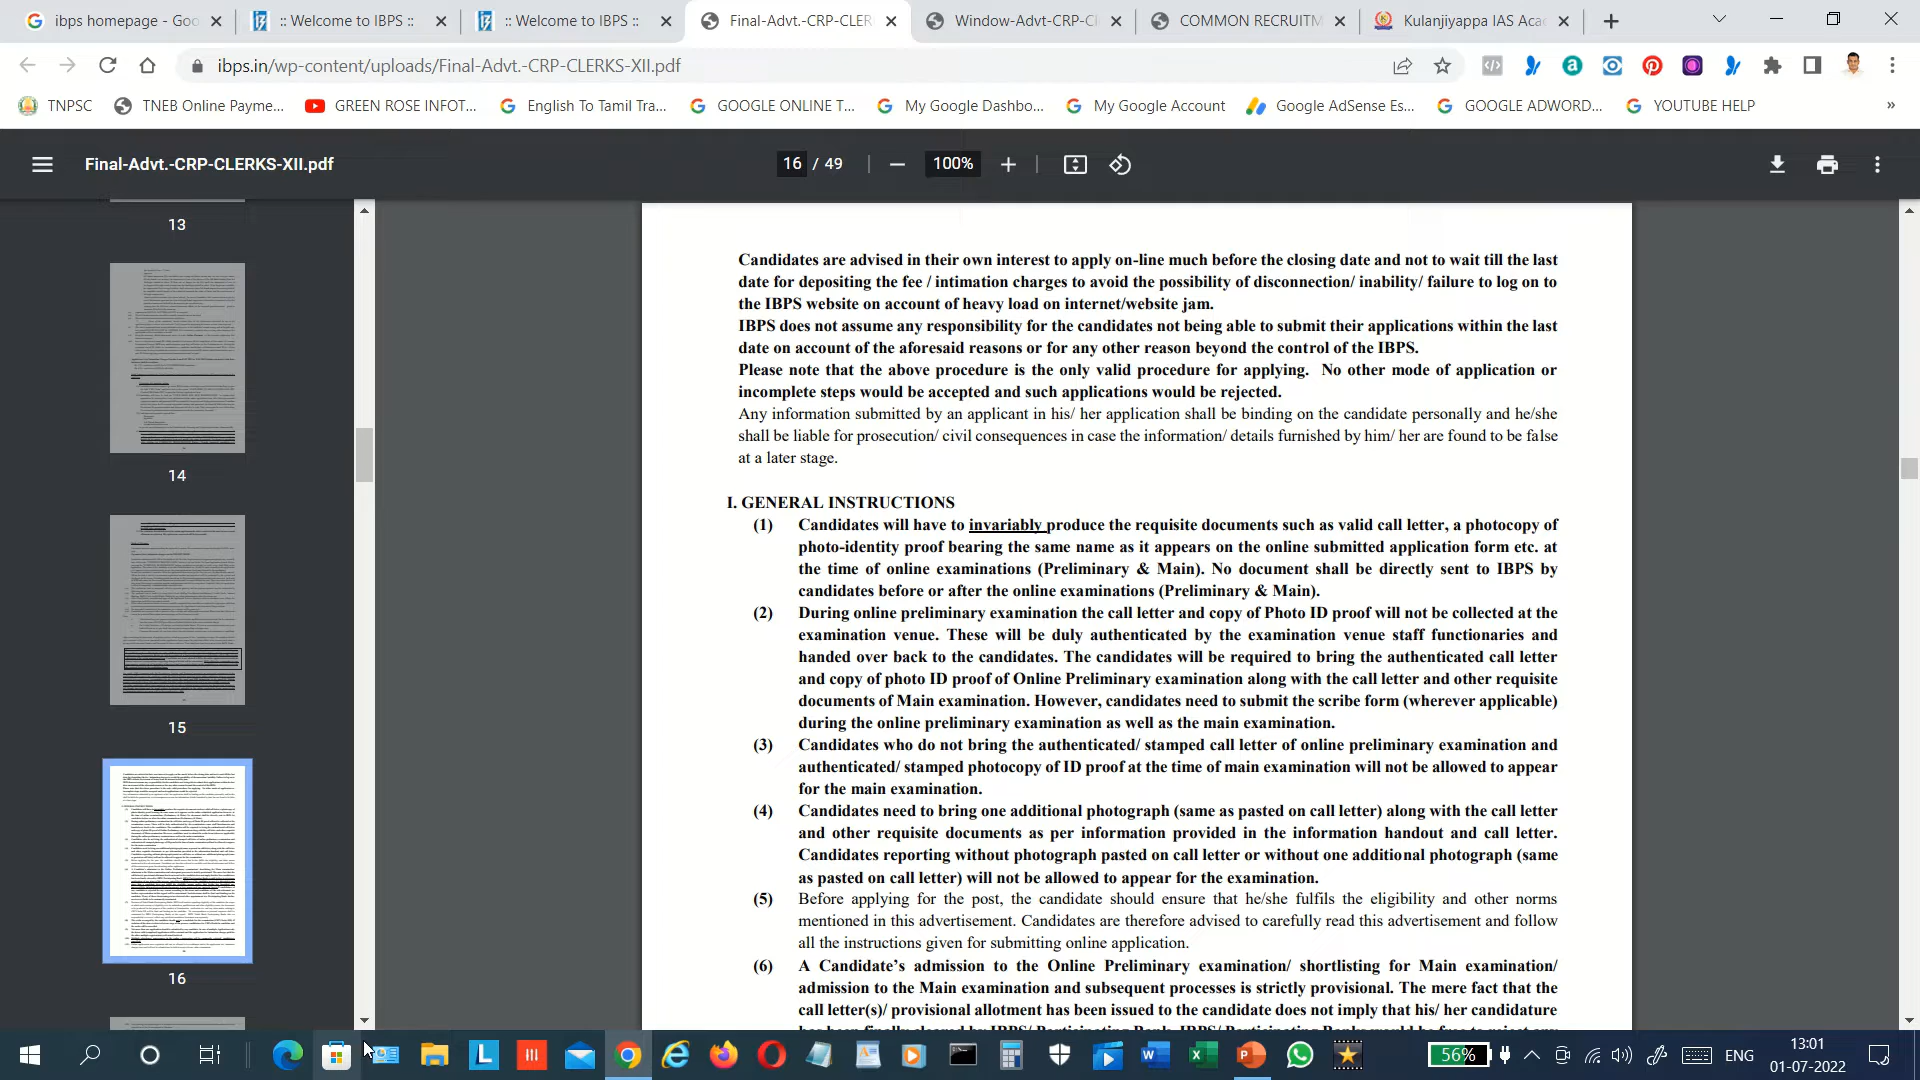 ibps homepage - Goo
:: Welcome to IBPS ::
:: Welcome to IBPS ::
Final-Advt.-CRP-CLER
Window-Advt-CRP-Cl
COMMON RECRUITM
Kulanjiyappa IAS Aca
ibps.in/wp-content/uploads/Final-Advt.-CRP-CLERKS-XII.pdf
TNPSC
TNEB Online Payme...
GREEN ROSE INFOT...
English To Tamil Tra...
GOOGLE ONLINE T...
My Google Dashbo...
My Google Account
Google AdSense Es...
GOOGLE ADWORD...
YOUTUBE HELP
»
Final-Advt.-CRP-CLERKS-XII.pdf
16 / 49
100%
13
14
15
16
Candidates are advised in their own interest to apply on-line much before the closing date and not to wait till the last
date for depositing the fee / intimation charges to avoid the possibility of disconnection/ inability/ failure to log on to
the IBPS website on account of heavy load on internet/website jam.
IBPS does not assume any responsibility for the candidates not being able to submit their applications within the last
date on account of the aforesaid reasons or for any other reason beyond the control of the IBPS.
Please note that the above procedure is the only valid procedure for applying. No other mode of application or
incomplete steps would be accepted and such applications would be rejected.
Any information submitted by an applicant in his/ her application shall be binding on the candidate personally and he/she
shall be liable for prosecution/ civil consequences in case the information/ details furnished by him/ her are found to be false
at a later stage.
I. GENERAL INSTRUCTIONS
(1) Candidates will have to invariably produce the requisite documents such as valid call letter, a photocopy of
photo-identity proof bearing the same name as it appears on the online submitted application form etc. at
the time of online examinations (Preliminary & Main). No document shall be directly sent to IBPS by
candidates before or after the online examinations (Preliminary & Main).
(2) During online preliminary examination the call letter and copy of Photo ID proof will not be collected at the
examination venue. These will be duly authenticated by the examination venue staff functionaries and
handed over back to the candidates. The candidates will be required to bring the authenticated call letter
and copy of photo ID proof of Online Preliminary examination along with the call letter and other requisite
documents of Main examination. However, candidates need to submit the scribe form (wherever applicable)
during the online preliminary examination as well as the main examination.
(3) Candidates who do not bring the authenticated/ stamped call letter of online preliminary examination and
authenticated/ stamped photocopy of ID proof at the time of main examination will not be allowed to appear
for the main examination.
(4) Candidates need to bring one additional photograph (same as pasted on call letter) along with the call letter
and other requisite documents as per information provided in the information handout and call letter.
Candidates reporting without photograph pasted on call letter or without one additional photograph (same
as pasted on call letter) will not be allowed to appear for the examination.
(5) Before applying for the post, the candidate should ensure that he/she fulfils the eligibility and other norms
mentioned in this advertisement. Candidates are therefore advised to carefully read this advertisement and follow
all the instructions given for submitting online application.
(6) A Candidate's admission to the Online Preliminary examination/ shortlisting for Main examination/
admission to the Main examination and subsequent processes is strictly provisional. The mere fact that the
call letter(s)/ provisional allotment has been issued to the candidate does not imply that his/ her candidature
56%
ENG
13:01
01-07-2022